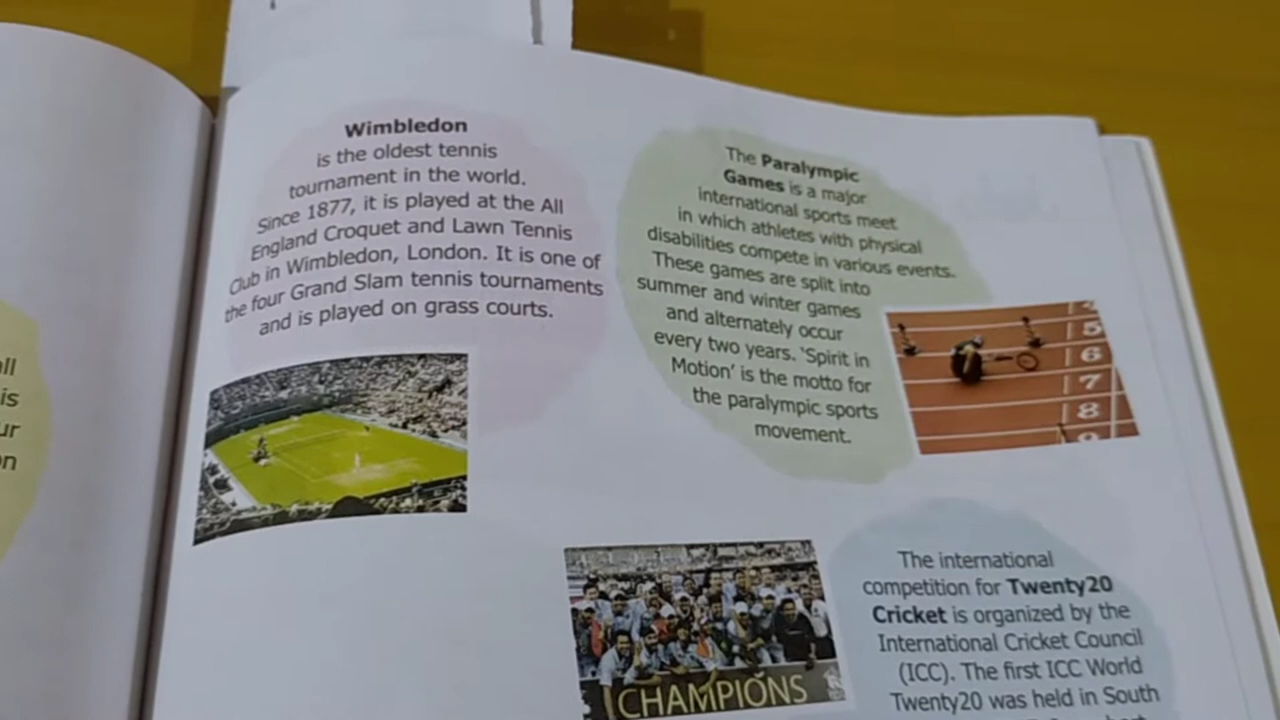 ll
is
ur
on
Wimbledon
is the oldest tennis
tournament in the world.
Since 1877, it is played at the All
England Croquet and Lawn Tennis
Club in Wimbledon, London. It is one of
the four Grand Slam tennis tournaments
and is played on grass courts.
The Paralympic
Games is a major
international sports meet
in which athletes with physical
disabilities compete in various events.
These games are split into
summer and winter games
and alternately occur
every two years. 'Spirit in
Motion' is the motto for
the paralympic sports
movement.
5
6
7
8
CHAMPIONS
The international
competition for Twenty20
Cricket is organized by the
International Cricket Council
(ICC). The first ICC World
Twenty20 was held in South